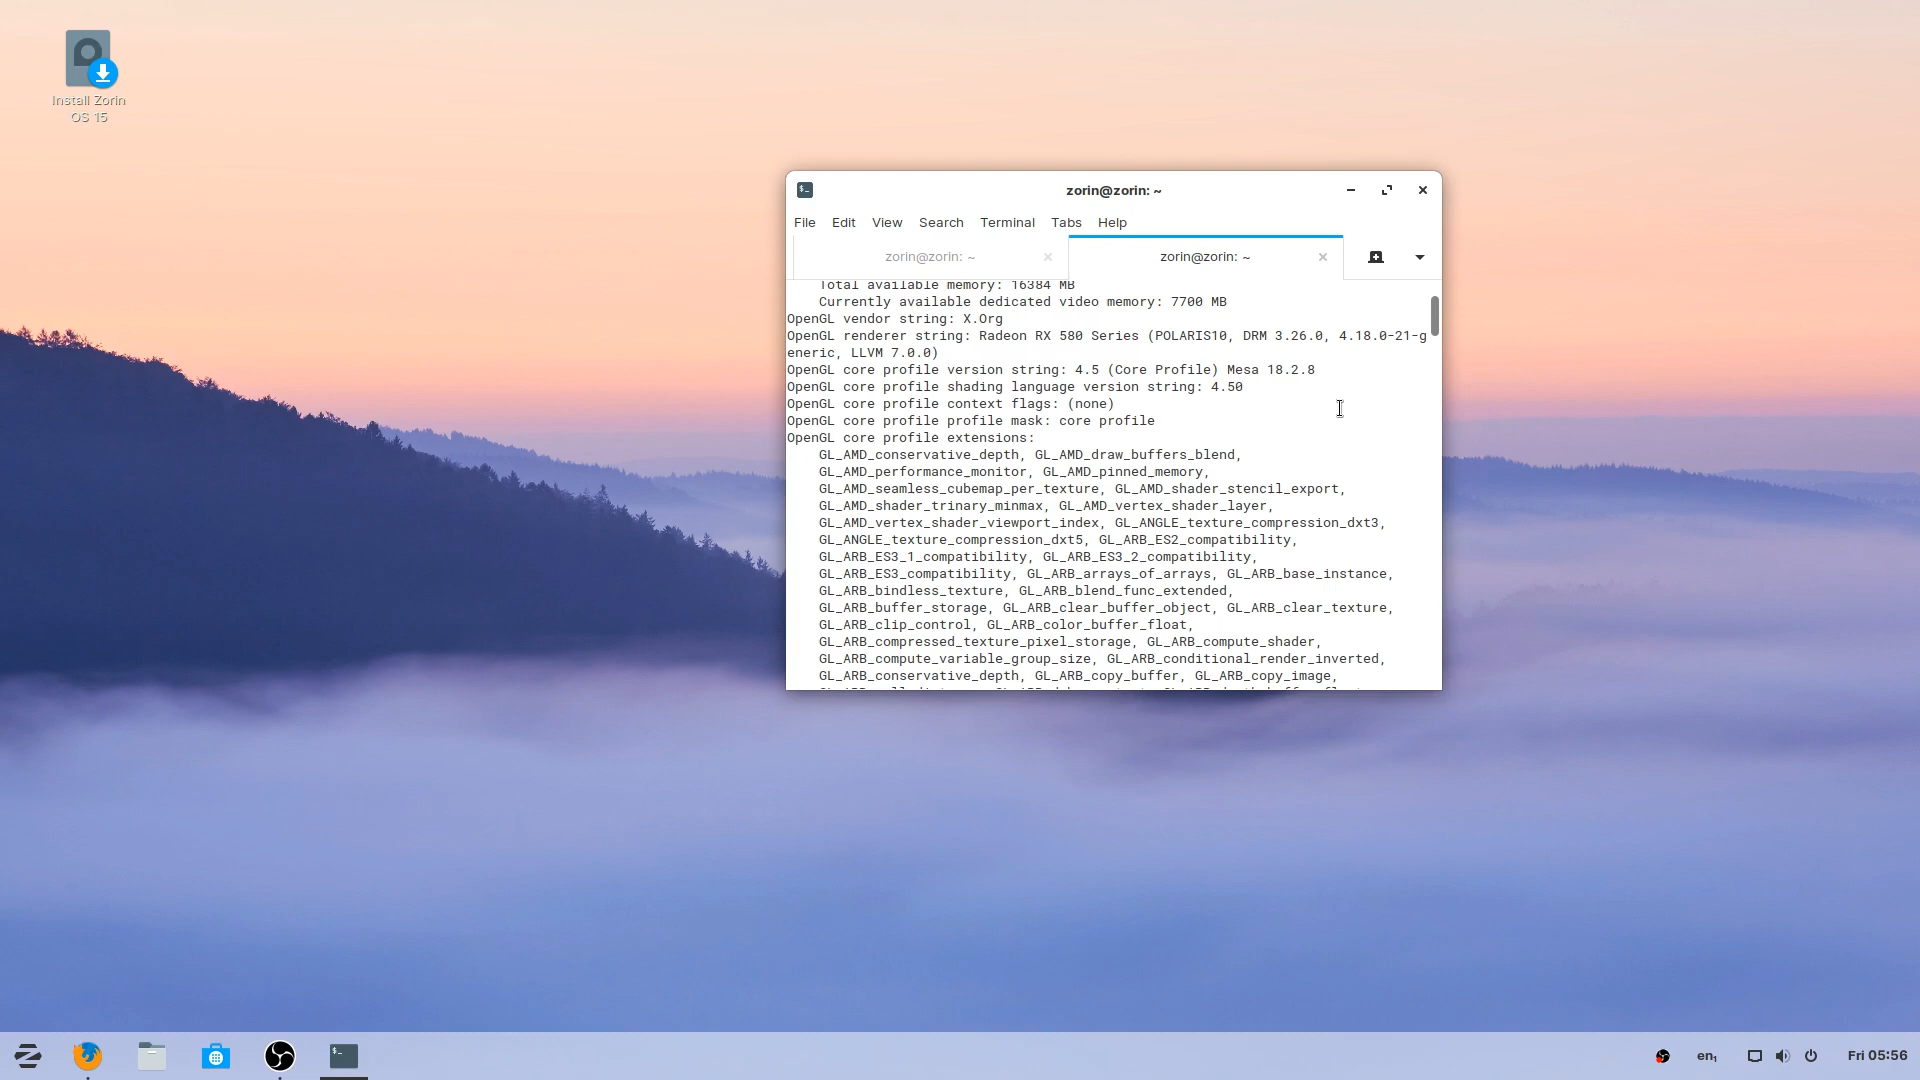 Install Zorin
OS 15
zorin@zorin: ~
File Edit View Search Terminal Tabs Help
zorin@zorin: ~ zorin@zorin: ~
Total available memory: 16384 MB
Currently available dedicated video memory: 7700 MB
OpenGL vendor string: X.Org
OpenGL renderer string: Radeon RX 580 Series (POLARIS10, DRM 3.26.0, 4.18.0-21-g
eneric, LLVM 7.0.0)
OpenGL core profile version string: 4.5 (Core Profile) Mesa 18.2.8
OpenGL core profile shading language version string: 4.50
OpenGL core profile context flags: (none)
OpenGL core profile profile mask: core profile
OpenGL core profile extensions:
GL_AMD_conservative_depth, GL_AMD_draw_buffers_blend,
GL_AMD_performance_monitor, GL_AMD_pinned_memory,
GL_AMD_seamless_cubemap_per_texture, GL_AMD_shader_stencil_export,
GL_AMD_shader_trinary_minmax, GL_AMD_vertex_shader_layer,
GL_AMD_vertex_shader_viewport_index, GL_ANGLE_texture_compression_dxt3,
GL_ANGLE_texture_compression_dxt5, GL_ARB_ES2_compatibility,
GL_ARB_ES3_1_compatibility, GL_ARB_ES3_2_compatibility,
GL_ARB_ES3_compatibility, GL_ARB_arrays_of_arrays, GL_ARB_base_instance,
GL_ARB_bindless_texture, GL_ARB_blend_func_extended,
GL_ARB_buffer_storage, GL_ARB_clear_buffer_object, GL_ARB_clear_texture,
GL_ARB_clip_control, GL_ARB_color_buffer_float,
GL_ARB_compressed_texture_pixel_storage, GL_ARB_compute_shader,
GL_ARB_compute_variable_group_size, GL_ARB_conditional_render_inverted,
GL_ARB_conservative_depth, GL_ARB_copy_buffer, GL_ARB_copy_image,
en₁ Fri 05:56